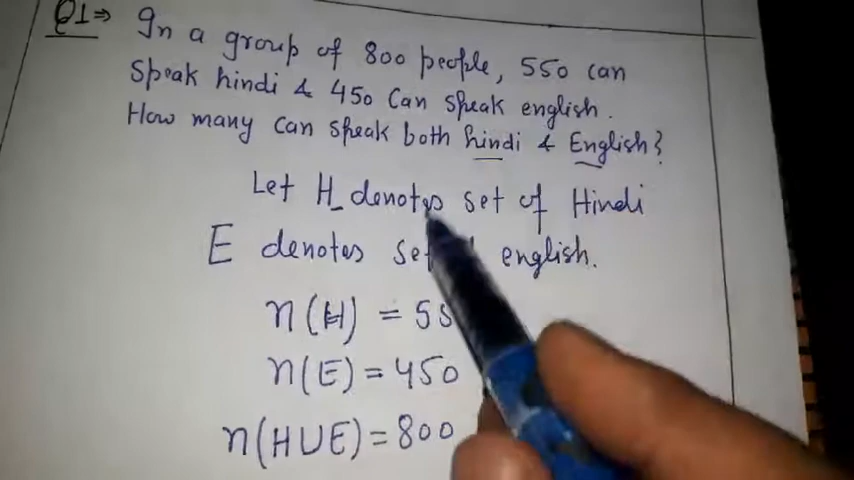 Q1⇒ In a group of 800 people, 550 can
Speak hindi & 450 Can Speak english.
How many can speak both hindi & English?
Let H denotes set of Hindi
E denotes set english.
n(H) = 55
n(E) = 450
n(HUE) = 800